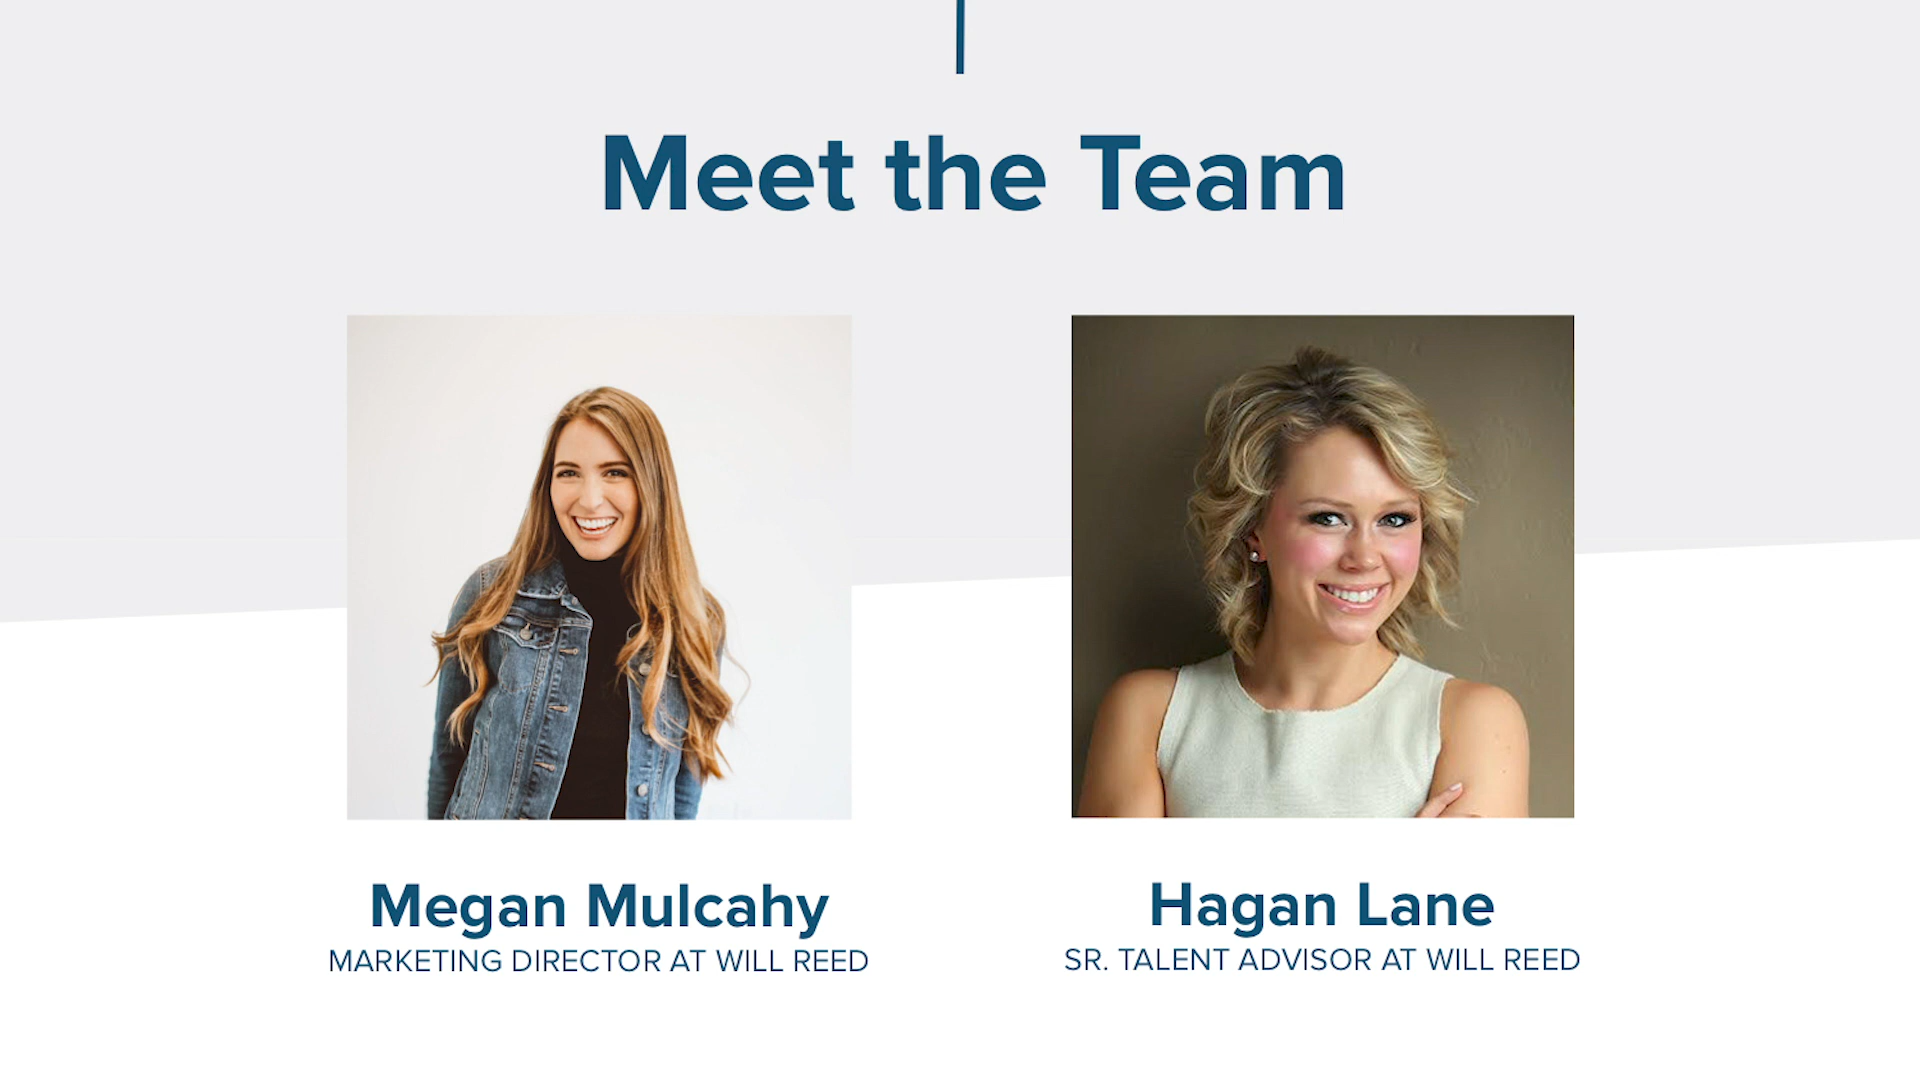 Meet the Team
Megan Mulcahy
MARKETING DIRECTOR AT WILL REED
Hagan Lane
SR. TALENT ADVISOR AT WILL REED